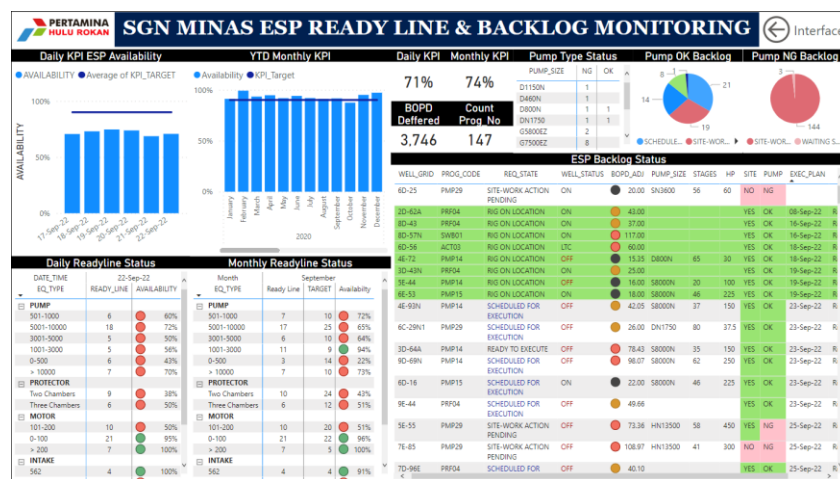 PERTAMINA
HULU ROKAN
SGN MINAS ESP READY LINE & BACKLOG MONITORING
Interface
Daily KPI ESP Availability
AVAILABILITY Average of KPI_TARGET
100%
50%
0%
AVAILABILITY
17-Sep-22 18-Sep-22 19-Sep-22 20-Sep-22 21-Sep-22 22-Sep-22
YTD Monthly KPI
Availability KPI_Target
100%
50%
0%
January February March April May June July August September October November December
2020
Daily KPI Monthly KPI
71% 74%
BOPD Deffered Count Prog_No
3,746 147
Pump Type Status
PUMP_SIZE NG OK
D1150N 1
D460N 1
D800N 1 1
DN1750 1 1
G5800EZ 2
G7500EZ 8
Pump OK Backlog
8 1 21
14
19
SCHEDULE... SITE-WOR...
Pump NG Backlog
3
144
SITE-WOR... WAITING S...
ESP Backlog Status
WELL_GRID PROG_CODE REQ_STATE WELL_STATUS BOPD_ADJ PUMP_SIZE STAGES HP SITE PUMP EXEC_PLAN
6D-25 PMP29 SITE-WORK ACTION PENDING ON 20.00 SN3600 56 60 NO NG
2D-62A PRF04 RIG ON LOCATION ON 43.00 YES OK 08-Sep-22
8D-43 PRF04 RIG ON LOCATION ON 37.00 YES OK 16-Sep-22
8D-57N SWB01 RIG ON LOCATION ON 117.00 YES OK 16-Sep-22
6D-56 ACT03 RIG ON LOCATION LTC 60.00 YES OK 18-Sep-22
4E-72 PMP14 RIG ON LOCATION OFF 15.35 D800N 65 30 YES OK 18-Sep-22
3D-43N PRF04 RIG ON LOCATION ON 25.00 YES OK 19-Sep-22
5E-44 PMP14 RIG ON LOCATION OFF 16.00 S8000N 20 100 YES OK 19-Sep-22
6E-53 PMP15 RIG ON LOCATION ON 18.00 S8000N 46 225 YES OK 19-Sep-22
4E-93N PMP14 SCHEDULED FOR EXECUTION OFF 42.05 S8000N 37 150 YES OK 23-Sep-22
6C-29N1 PMP29 SCHEDULED FOR EXECUTION OFF 26.00 DN1750 80 37.5 YES OK 23-Sep-22
3D-64A PMP14 READY TO EXECUTE OFF 78.43 S8000N 35 150 YES OK 23-Sep-22
9D-69N PMP14 SCHEDULED FOR EXECUTION OFF 98.07 S8000N 62 250 YES OK 23-Sep-22
6D-16 PMP15 SCHEDULED FOR EXECUTION ON 22.00 S8000N 46 225 YES OK 23-Sep-22
9E-44 PRF04 SCHEDULED FOR EXECUTION OFF 49.66 YES OK 23-Sep-22
5E-55 PMP29 SITE-WORK ACTION PENDING OFF 73.36 HN13500 58 450 YES NG 25-Sep-22
7E-85 PMP29 SITE-WORK ACTION PENDING OFF 108.97 HN13500 41 300 NO NG 25-Sep-22
7D-96E PRF04 SCHEDULED FOR OFF 40.10 YES OK 25-Sep-22
Daily Readyline Status
DATE_TIME 22-Sep-22
EQ_TYPE READY_LINE AVAILABILITY
PUMP
501-1000 6 60%
5001-10000 18 72%
3001-5000 5 50%
1001-3000 5 56%
0-500 6 43%
> 10000 7 70%
PROTECTOR
Two Chambers 9 38%
Three Chambers 6 50%
MOTOR
101-200 10 50%
0-100 21 95%
> 200 7 100%
INTAKE
562 4 100%
Monthly Readyline Status
Month September
EQ_TYPE Ready Line TARGET Availabilty
PUMP
501-1000 7 10 72%
5001-10000 17 25 65%
3001-5000 6 10 64%
1001-3000 11 9 94%
0-500 3 14 22%
> 10000 7 10 73%
PROTECTOR
Two Chambers 10 24 43%
Three Chambers 6 12 51%
MOTOR
101-200 10 20 51%
0-100 21 22 96%
> 200 7 5 100%
INTAKE
562 4 4 91%